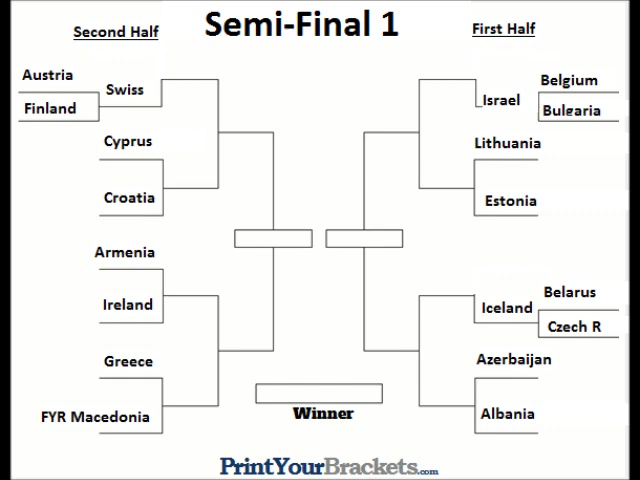 Semi-Final 1
Second Half
First Half
Austria
Swiss
Finland
Cyprus
Croatia
Armenia
Ireland
Greece
FYR Macedonia
Belgium
Israel
Bulgaria
Lithuania
Estonia
Belarus
Iceland
Czech R
Azerbaijan
Albania
Winner
PrintYourBrackets.com